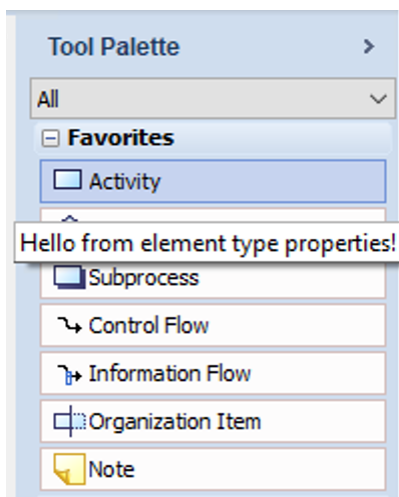 Tool Palette
All
Favorites
Activity
Hello from element type properties!
Subprocess
Control Flow
Information Flow
Organization Item
Note